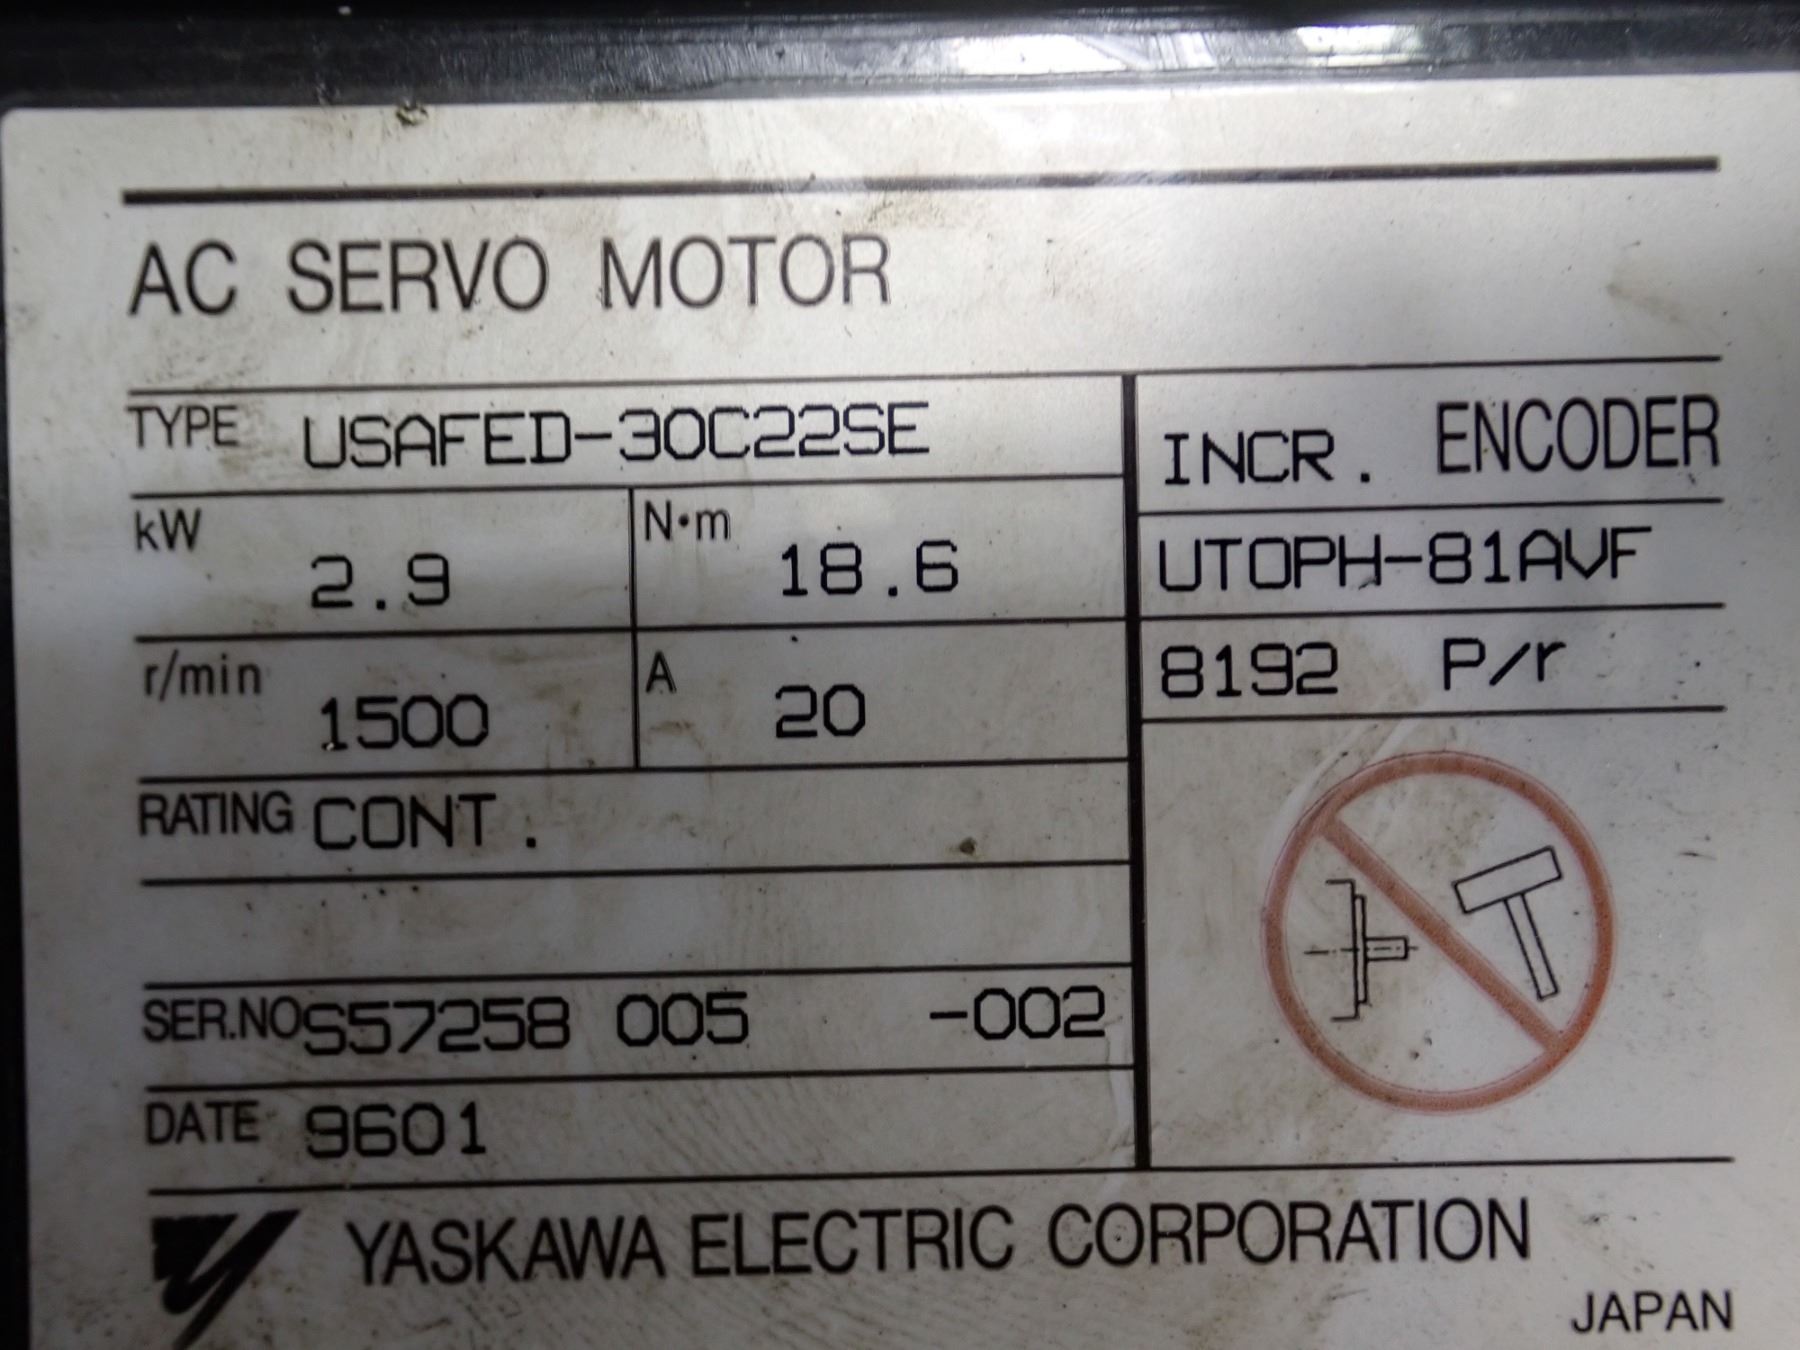 AC SERVO MOTOR
TYPE USAFED-30C22SE
INCR. ENCODER
kW 2.9 N·m 18.6
UTOPH-81AVF
r/min 1500 A 20
8192 P/r
RATING CONT.
SER.NO S57258 005 -002
DATE 9601
YASKAWA ELECTRIC CORPORATION
JAPAN